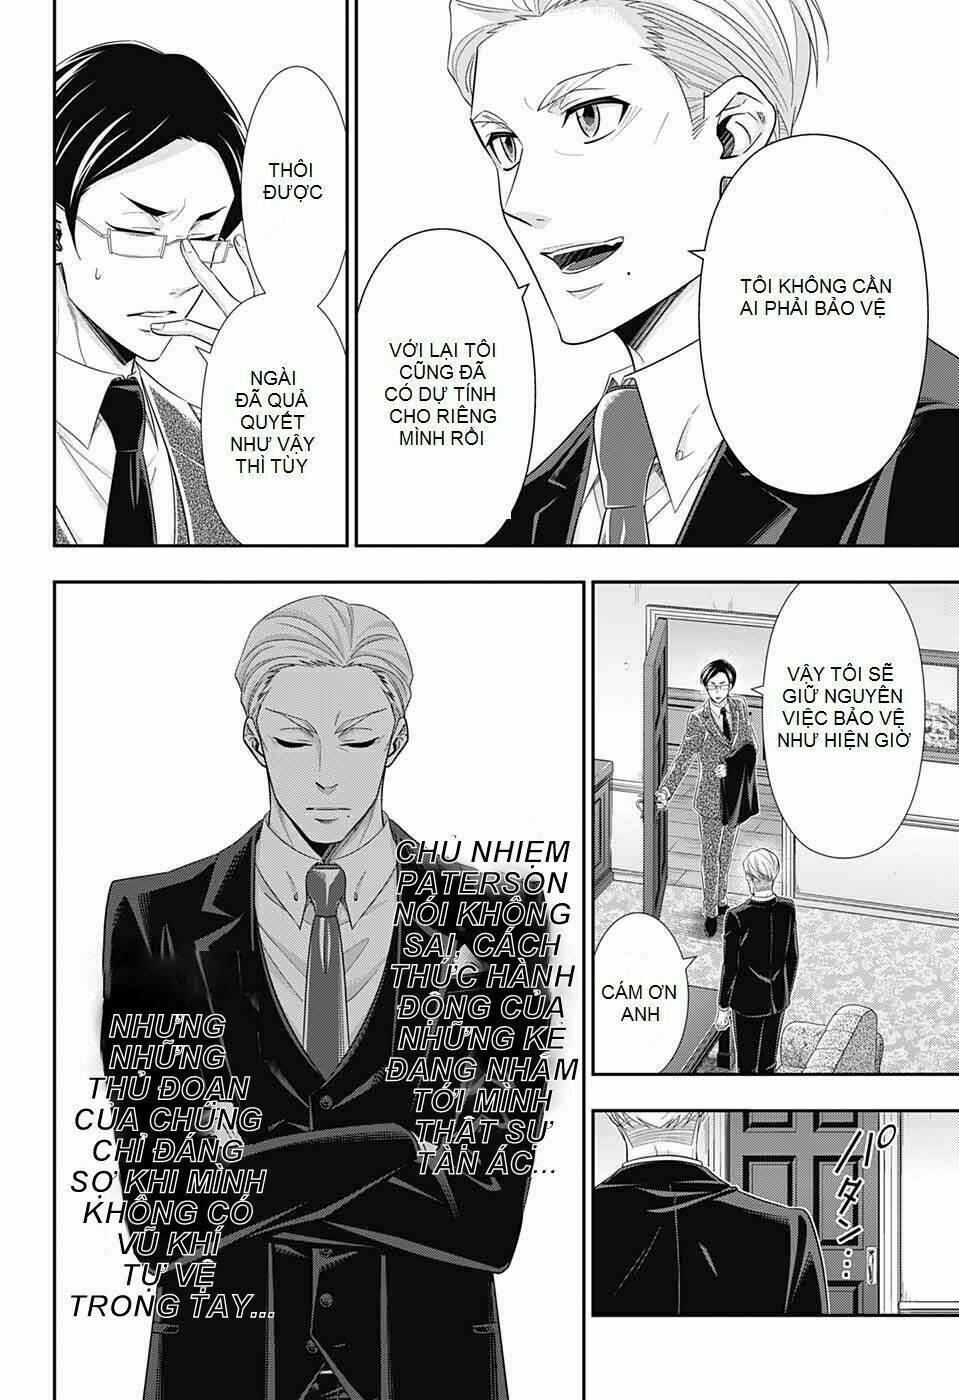 TÔI KHÔNG CẦN
AI PHẢI BẢO VỆ
VỚI LẠI TÔI
CŨNG ĐÃ
CÓ DỰ TÍNH
CHO RIÊNG
MÌNH RỒI
THÔI
ĐƯỢC
NGÀI
ĐÃ QUẢ
QUYẾT
NHƯ VẬY
THÌ TÙY
VẬY TÔI SẼ
GIỮ NGUYÊN
VIỆC BẢO VỆ
NHƯ HIỆN GIỜ
CÁM ƠN
ANH
パタン…
CHỦ NHIỆM
PATERSON
NÓI KHÔNG
SAI, CÁCH
THỨC HÀNH
ĐỘNG CỦA
NHỮNG KẺ
ĐANG NHẮM
TỚI MÌNH
THẬT SỰ
TÀN ÁC...
NHƯNG
NHỮNG
THỦ ĐOẠN
CỦA CHÚNG
CHỈ ĐÁNG
SỢ KHI MÌNH
KHÔNG CÓ
VŨ KHÍ
TỰ VỆ
TRONG TAY...